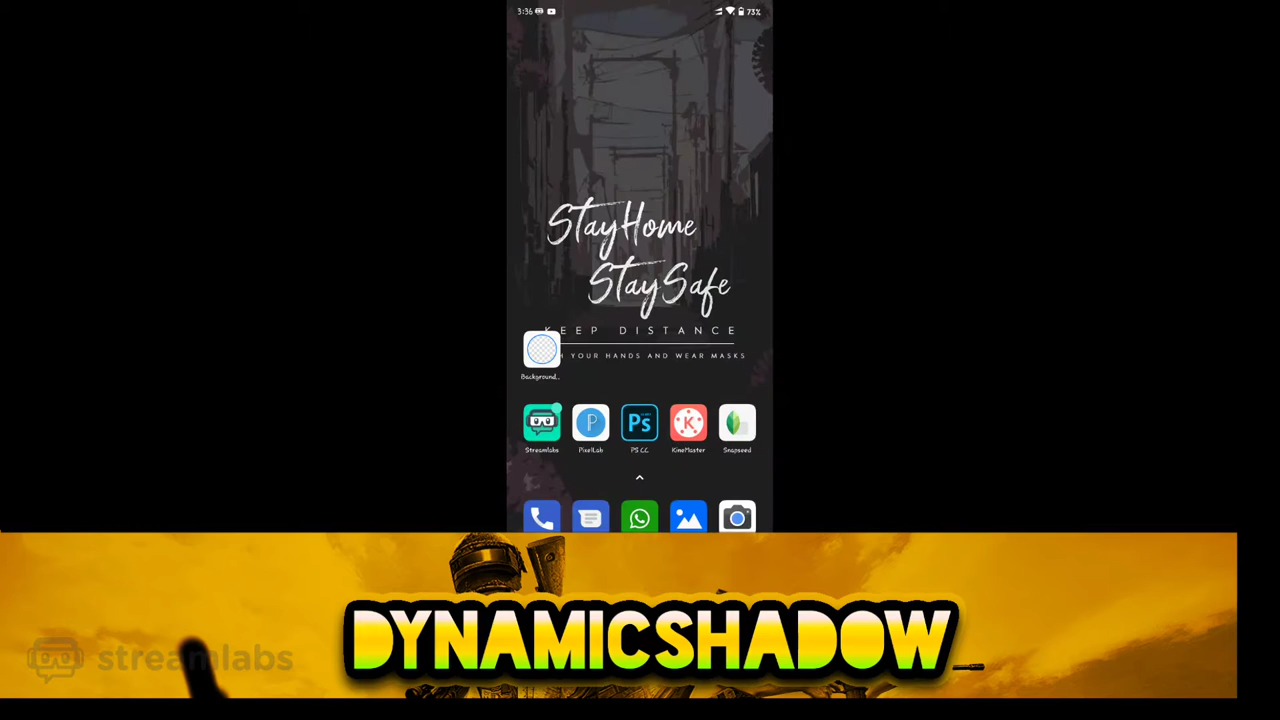 3:36
73%
StayHome
StaySafe
KEEP DISTANCE
YOUR HANDS AND WEAR MASKS
Background...
Streamlabs PixelLab PS CC KineMaster Snapseed
DYNAMICSHADOW
streamlabs